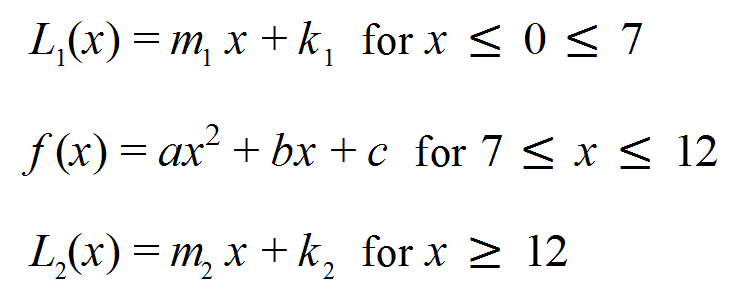 L₁(x) = m₁ x + k₁ for x ≤ 0 ≤ 7
f (x) = ax² + bx + c for 7 ≤ x ≤ 12
L₂(x) = m₂ x + k₂ for x ≥ 12